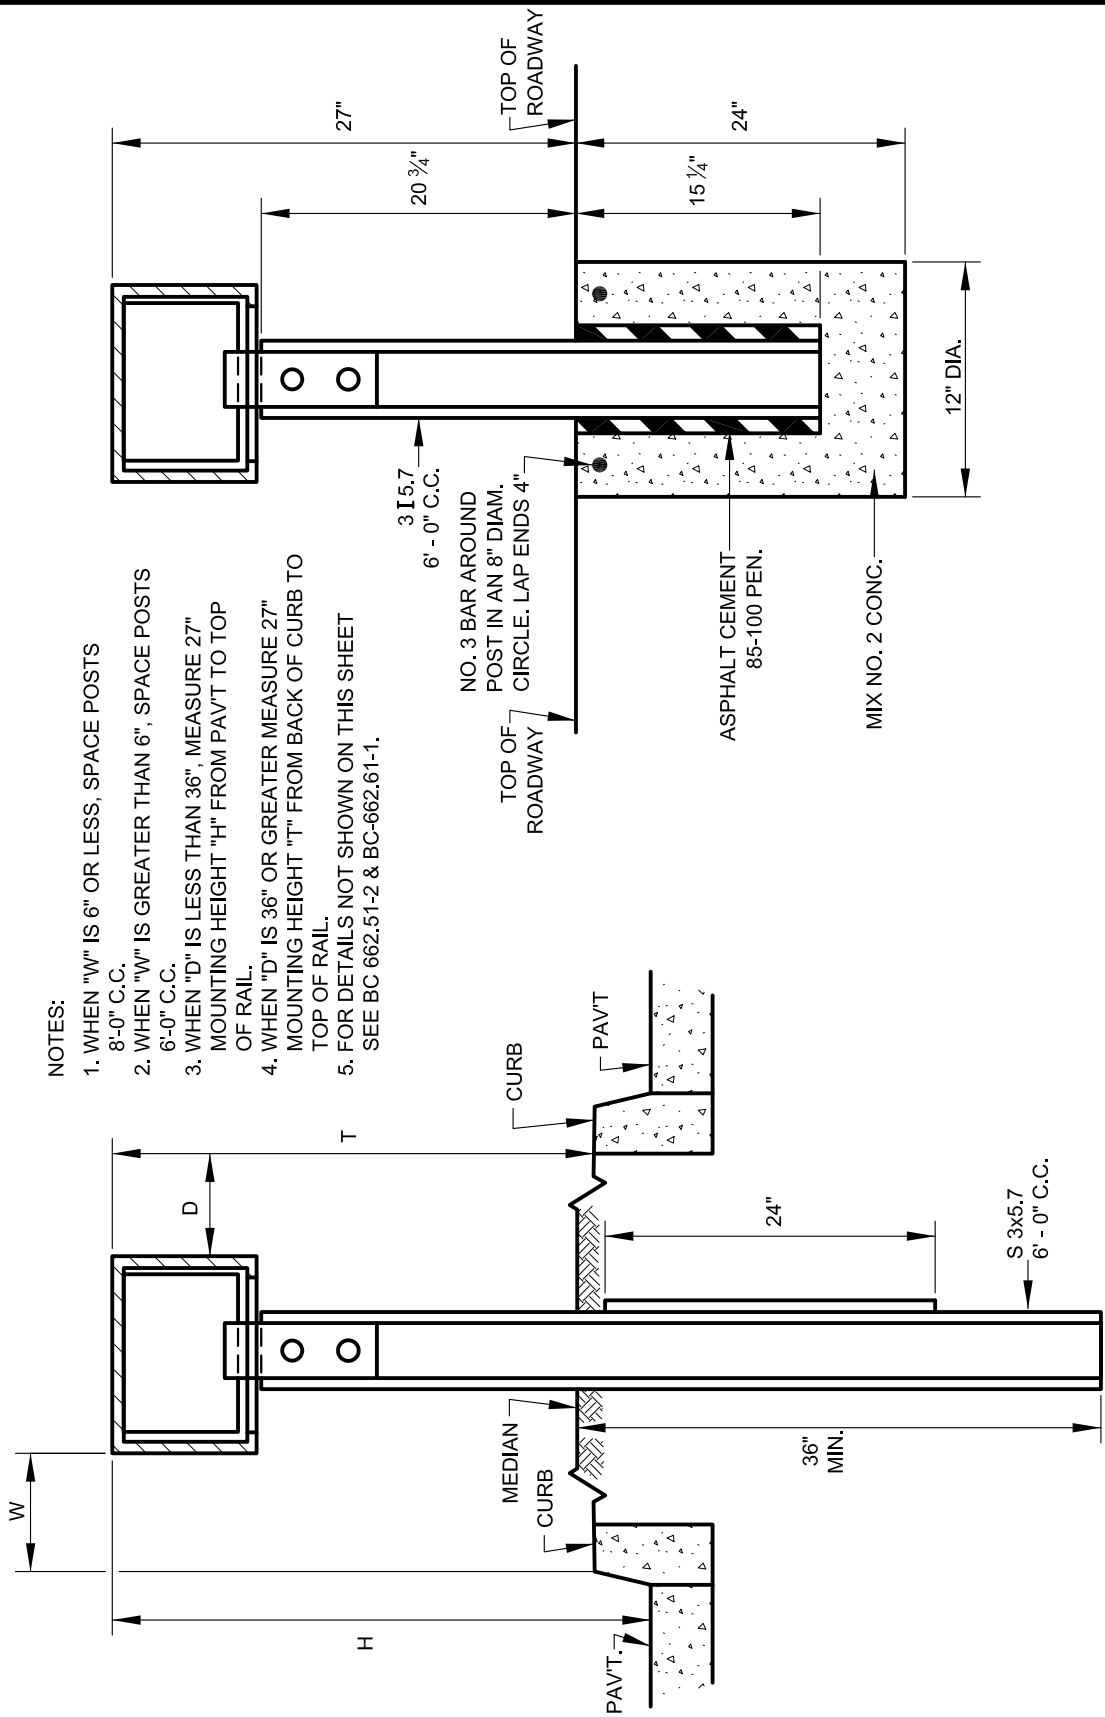 NOTES:
1. WHEN "W" IS 6" OR LESS, SPACE POSTS
8'-0" C.C.
2. WHEN "W" IS GREATER THAN 6", SPACE POSTS
6'-0" C.C.
3. WHEN "D" IS LESS THAN 36", MEASURE 27"
MOUNTING HEIGHT "H" FROM PAV'T TO TOP
OF RAIL.
4. WHEN "D" IS 36" OR GREATER MEASURE 27"
MOUNTING HEIGHT "T" FROM BACK OF CURB TO
TOP OF RAIL.
5. FOR DETAILS NOT SHOWN ON THIS SHEET
SEE BC 662.51-2 & BC-662.61-1.
27"
20 ¾"
TOP OF
ROADWAY
24"
15 ¼"
3 I 5.7
6' - 0" C.C.
NO. 3 BAR AROUND
POST IN AN 8" DIAM.
CIRCLE. LAP ENDS 4"
TOP OF
ROADWAY
12" DIA.
ASPHALT CEMENT
85-100 PEN.
MIX NO. 2 CONC.
W
D
T
H
CURB
PAV'T
MEDIAN
CURB
PAV'T.
24"
36"
MIN.
S 3x5.7
6' - 0" C.C.